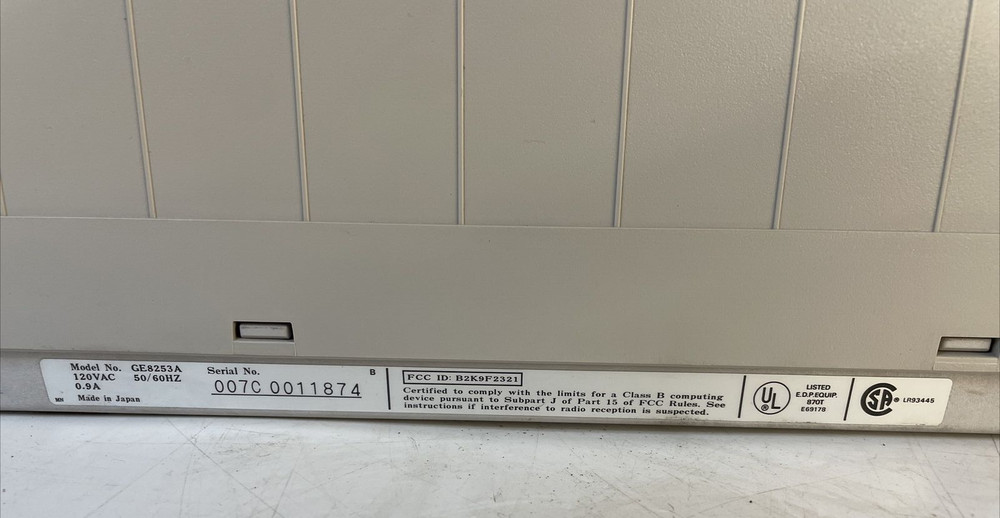 Model No. GE8253A
120VAC 50/60HZ
0.9A
MN Made in Japan
Serial No. B
007C 0011874
FCC ID: B2K9F2321
Certified to comply with the limits for a Class B computing
device pursuant to Subpart J of Part 15 of FCC Rules. See
instructions if interference to radio reception is suspected.
UL ®
LISTED
E.D.P.EQUIP.
870T
E69178
SA ® LR93445